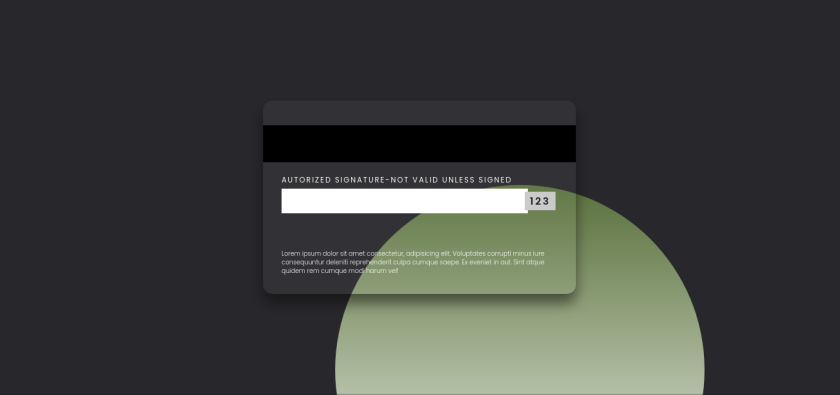 AUTORIZED SIGNATURE-NOT VALID UNLESS SIGNED
123
Lorem ipsum dolor sit amet consectetur, adipisicing elit. Voluptates corrupti minus iure
consequuntur deleniti reprehenderit culpa cumque saepe. Ex eveniet in aut. Sint atque
quidem rem cumque modi harum vel!